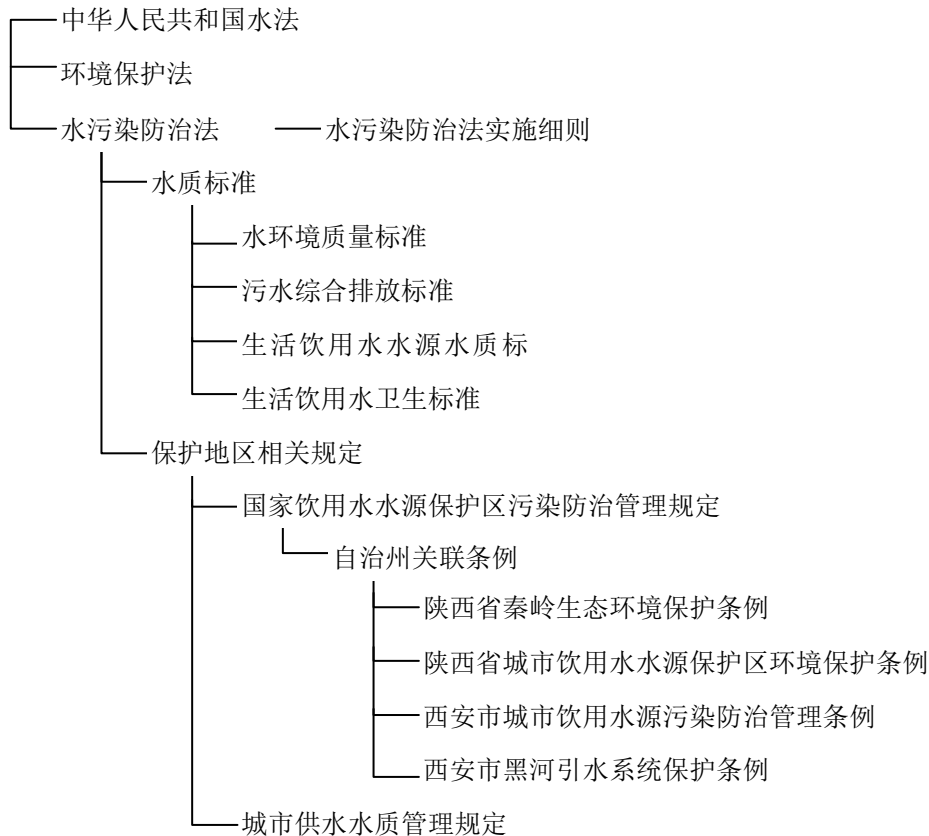 中华人民共和国水法
环境保护法
水污染防治法 水污染防治法实施细则
水质标准
水环境质量标准
污水综合排放标准
生活饮用水水源水质标
生活饮用水卫生标准
保护地区相关规定
国家饮用水水源保护区污染防治管理规定
自治州关联条例
陕西省秦岭生态环境保护条例
陕西省城市饮用水水源保护区环境保护条例
西安市城市饮用水源污染防治管理条例
西安市黑河引水系统保护条例
城市供水水质管理规定